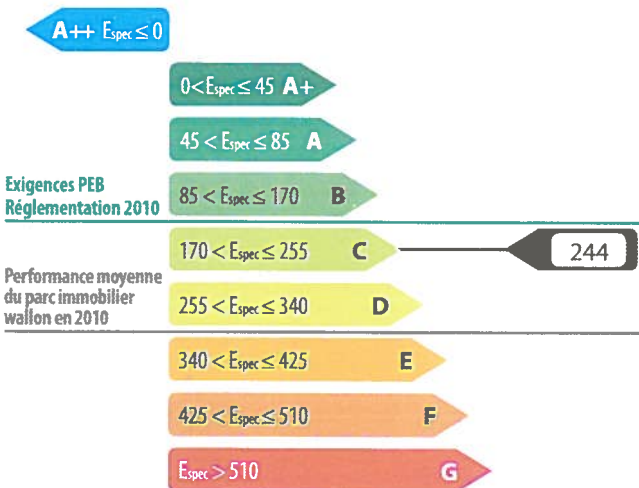 A++ Espec ≤ 0
0 < Espec ≤ 45 A+
45 < Espec ≤ 85 A
Exigences PEB
Réglementation 2010
85 < Espec ≤ 170 B
170 < Espec ≤ 255 C
244
Performance moyenne
du parc immobilier
wallon en 2010
255 < Espec ≤ 340 D
340 < Espec ≤ 425 E
425 < Espec ≤ 510 F
Espec > 510 G